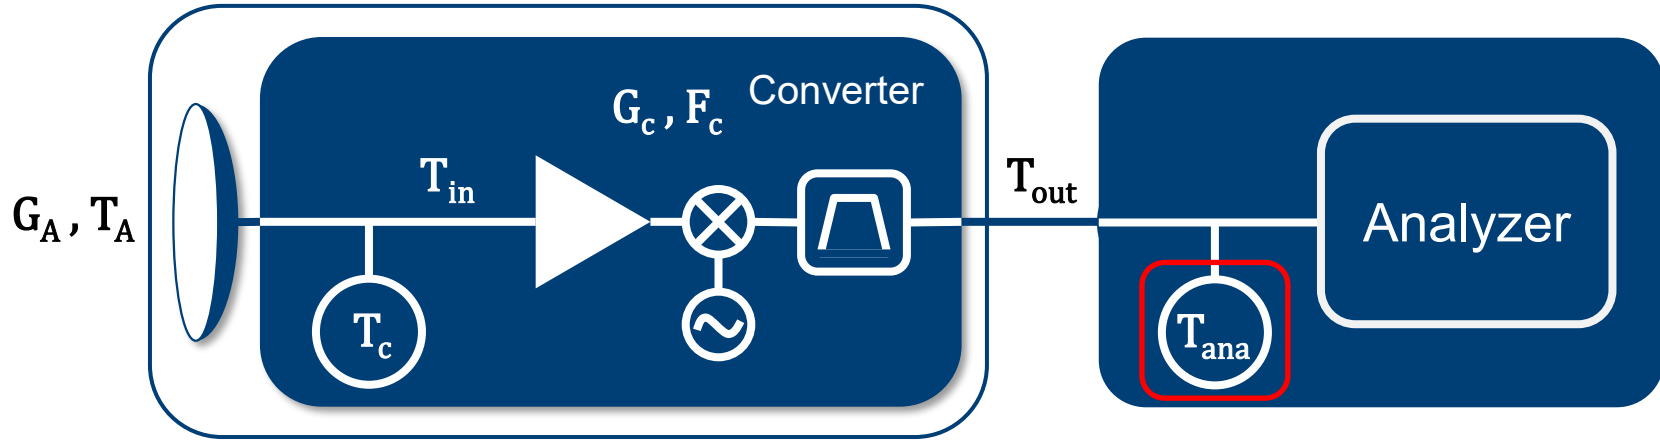 G_A , T_A
T_in
T_c
G_c , F_c
Converter
T_out
T_ana
Analyzer